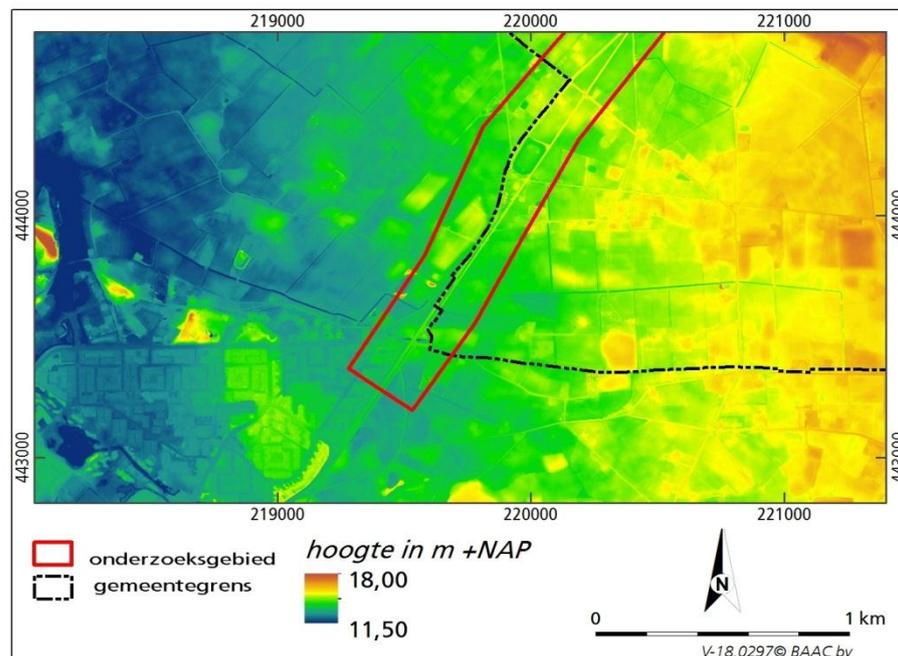 219000 220000 221000
444000 444000
443000 443000
219000 220000 221000
onderzoeksgebied
gemeentegrens
hoogte in m +NAP
18,00
11,50
N
0 1 km
V-18.0297© BAAC bv